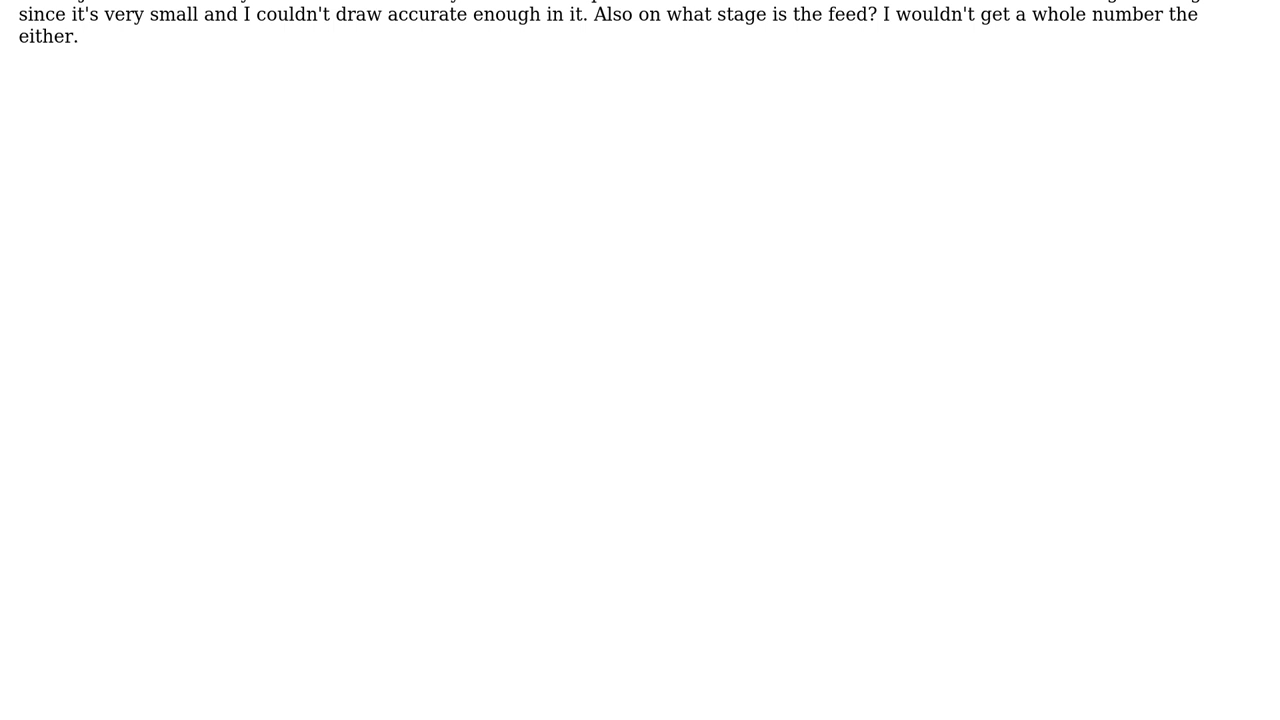 since it's very small and I couldn't draw accurate enough in it. Also on what stage is the feed? I wouldn't get a whole number the
either.